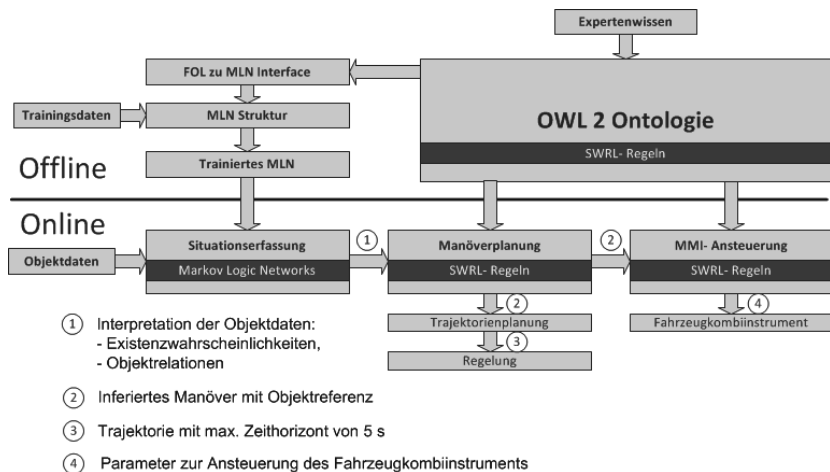 Expertenwissen
FOL zu MLN Interface
OWL 2 Ontologie
SWRL- Regeln
Trainingsdaten
MLN Struktur
Trainiertes MLN
Offline
Online
Objektdaten
Situationserfassung
Markov Logic Networks
1
Manöverplanung
SWRL- Regeln
2
MMI- Ansteuerung
SWRL- Regeln
2
Trajektorienplanung
3
Regelung
4
Fahrzeugkombiinstrument
1 Interpretation der Objektdaten:
- Existenzwahrscheinlichkeiten,
- Objektrelationen
2 Inferiertes Manöver mit Objektreferenz
3 Trajektorie mit max. Zeithorizont von 5 s
4 Parameter zur Ansteuerung des Fahrzeugkombiinstruments